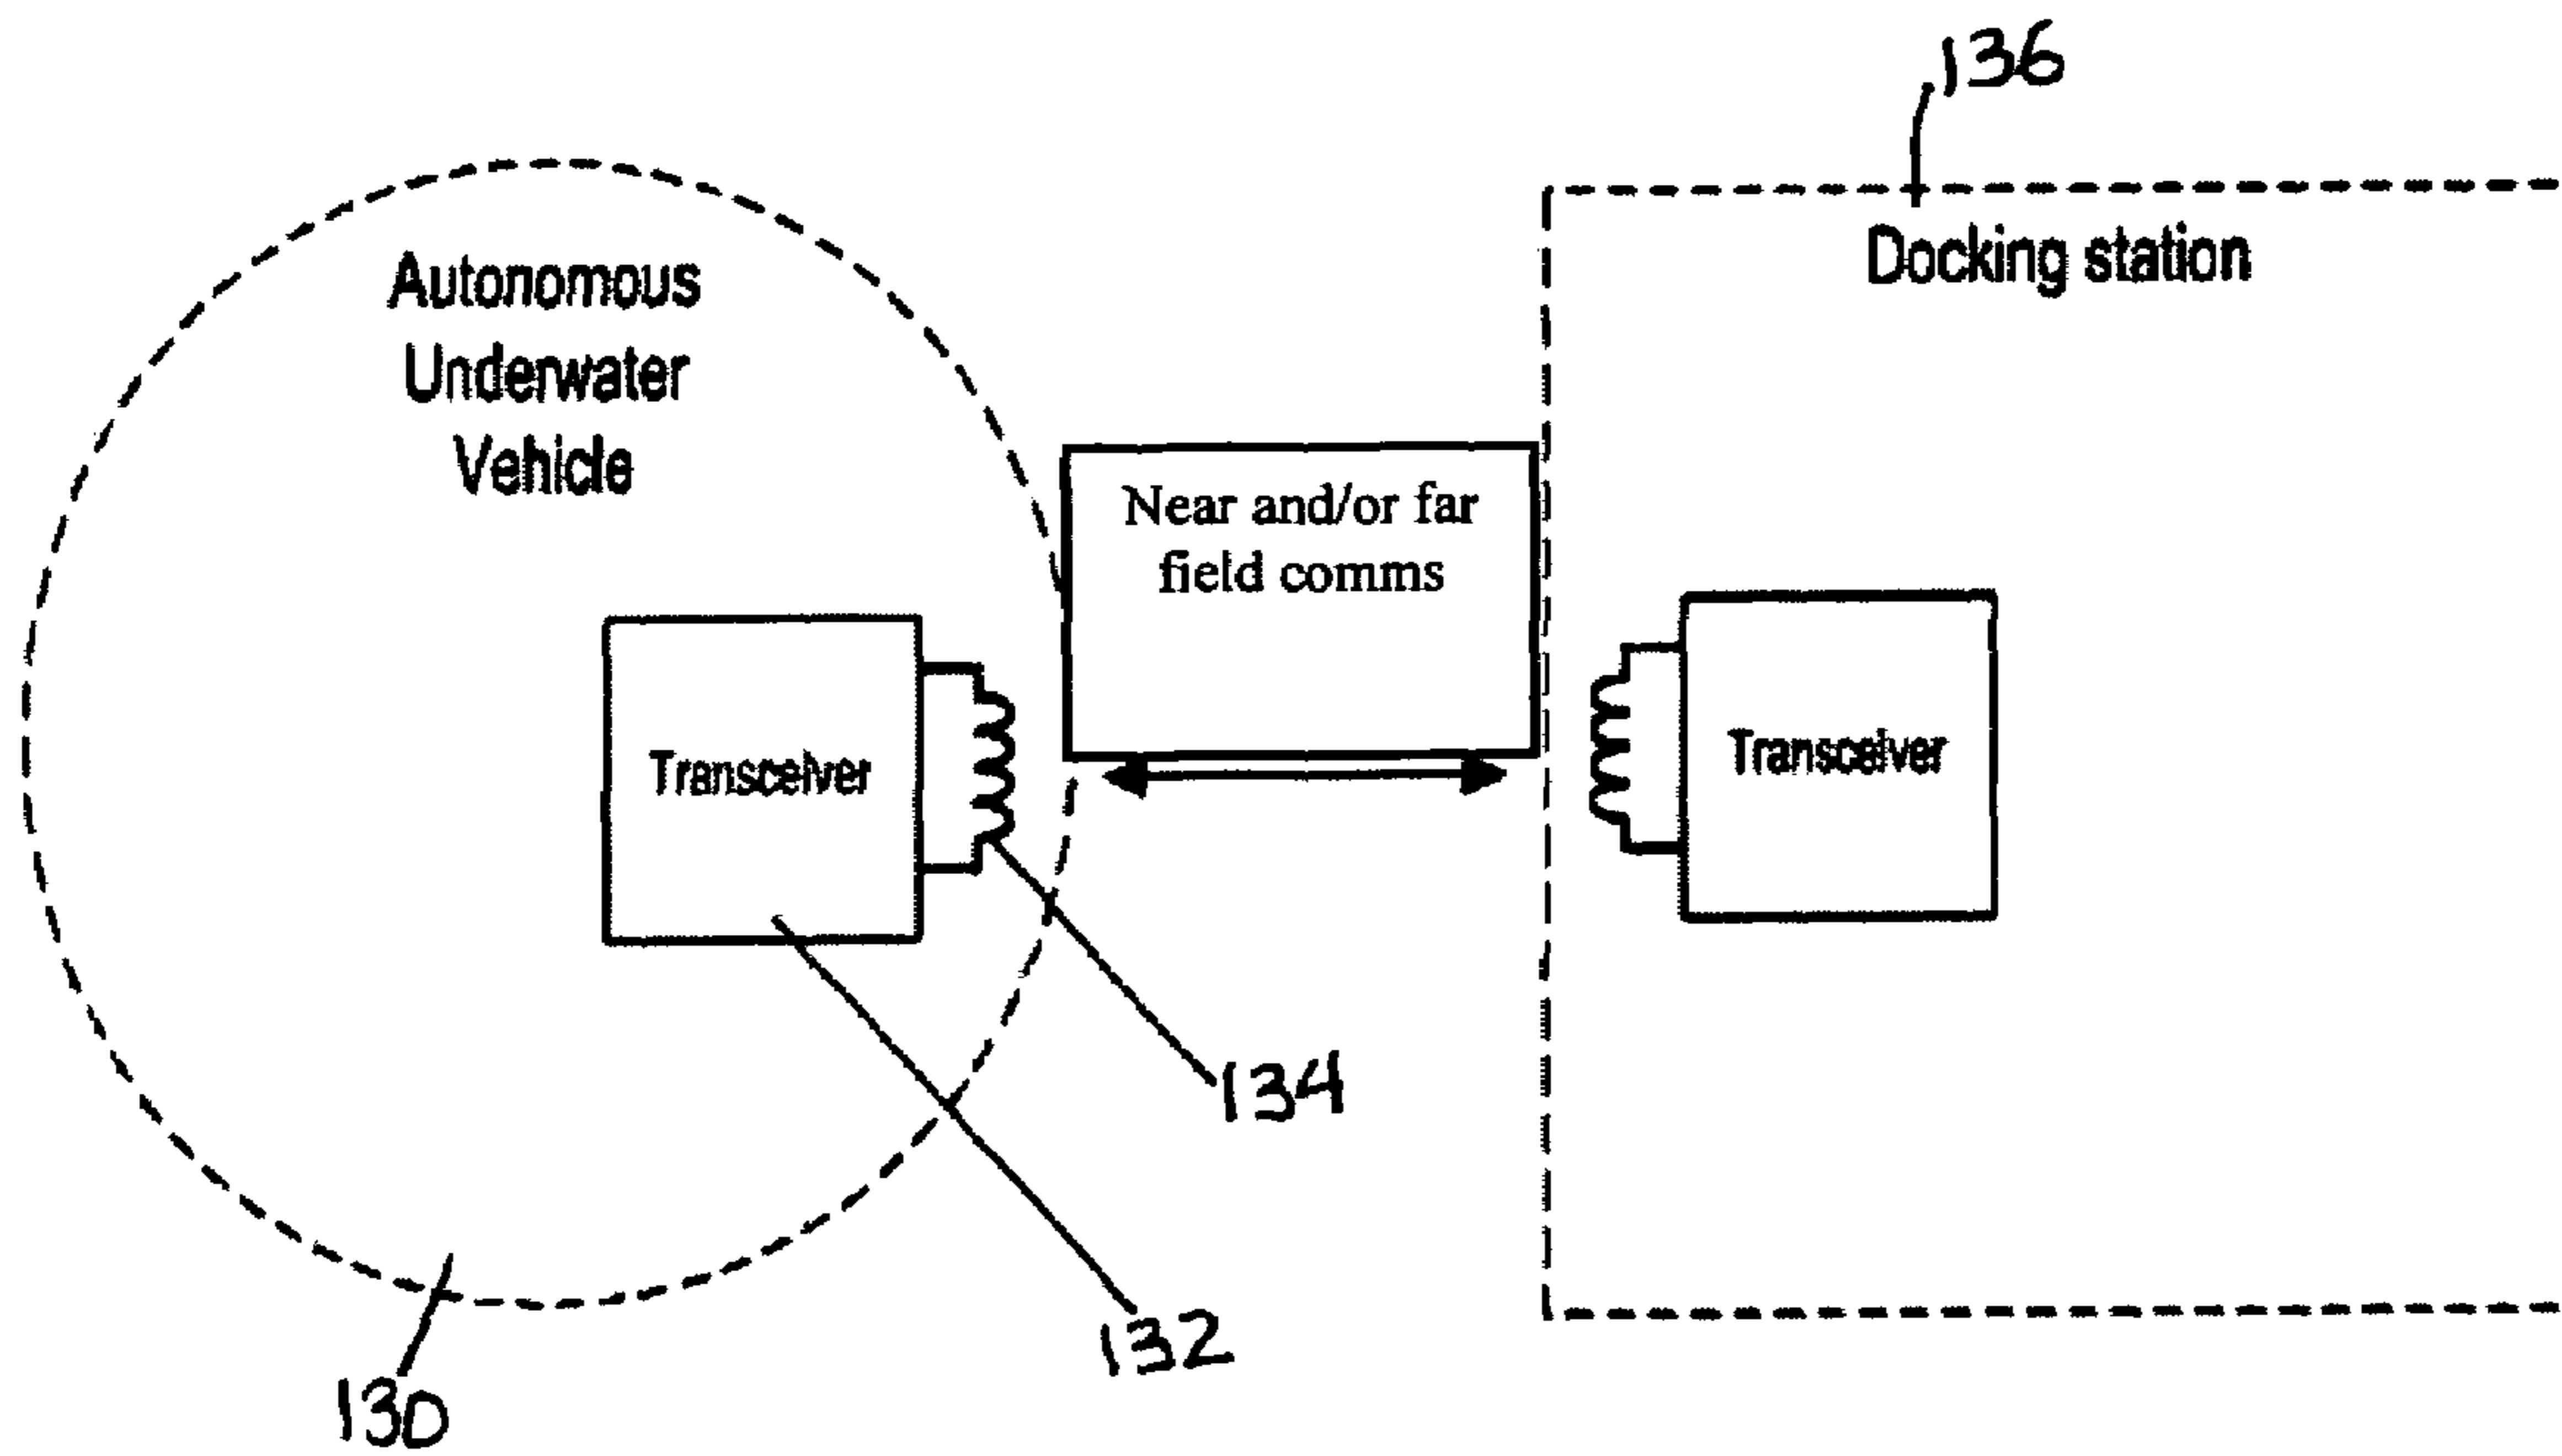 136
Docking station
Autonomous
Underwater
Vehicle
Near and/or far
field comms
Transceiver
Transceiver
134
132
130